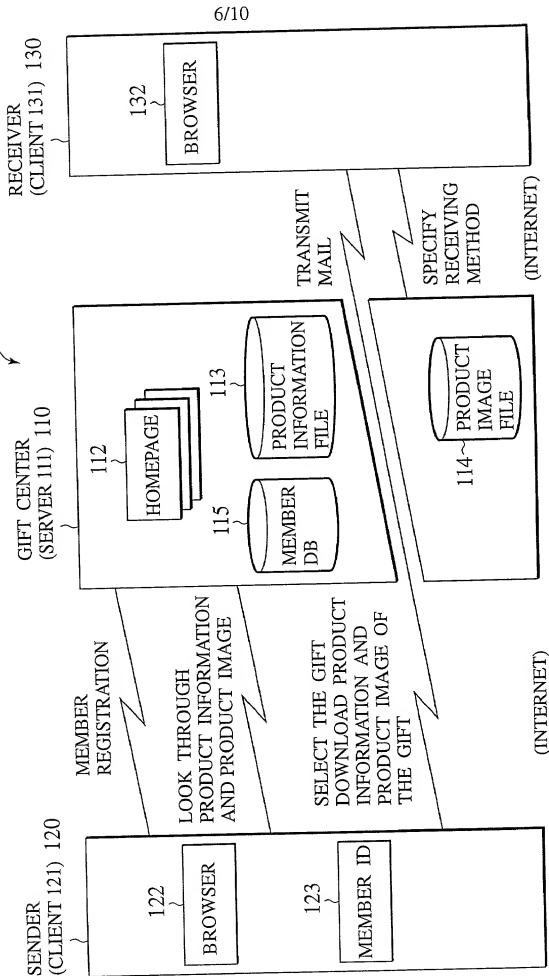 6/10
SENDER
(CLIENT 121) 120
122
BROWSER
123
MEMBER ID
MEMBER
REGISTRATION
LOOK THROUGH
PRODUCT INFORMATION
AND PRODUCT IMAGE
SELECT THE GIFT
DOWNLOAD PRODUCT
INFORMATION AND
PRODUCT IMAGE OF
THE GIFT
(INTERNET)
GIFT CENTER
(SERVER 111) 110
112
HOMEPAGE
115
MEMBER
DB
113
PRODUCT
INFORMATION
FILE
114
PRODUCT
IMAGE
FILE
TRANSMIT
MAIL
SPECIFY
RECEIVING
METHOD
(INTERNET)
RECEIVER
(CLIENT 131) 130
132
BROWSER